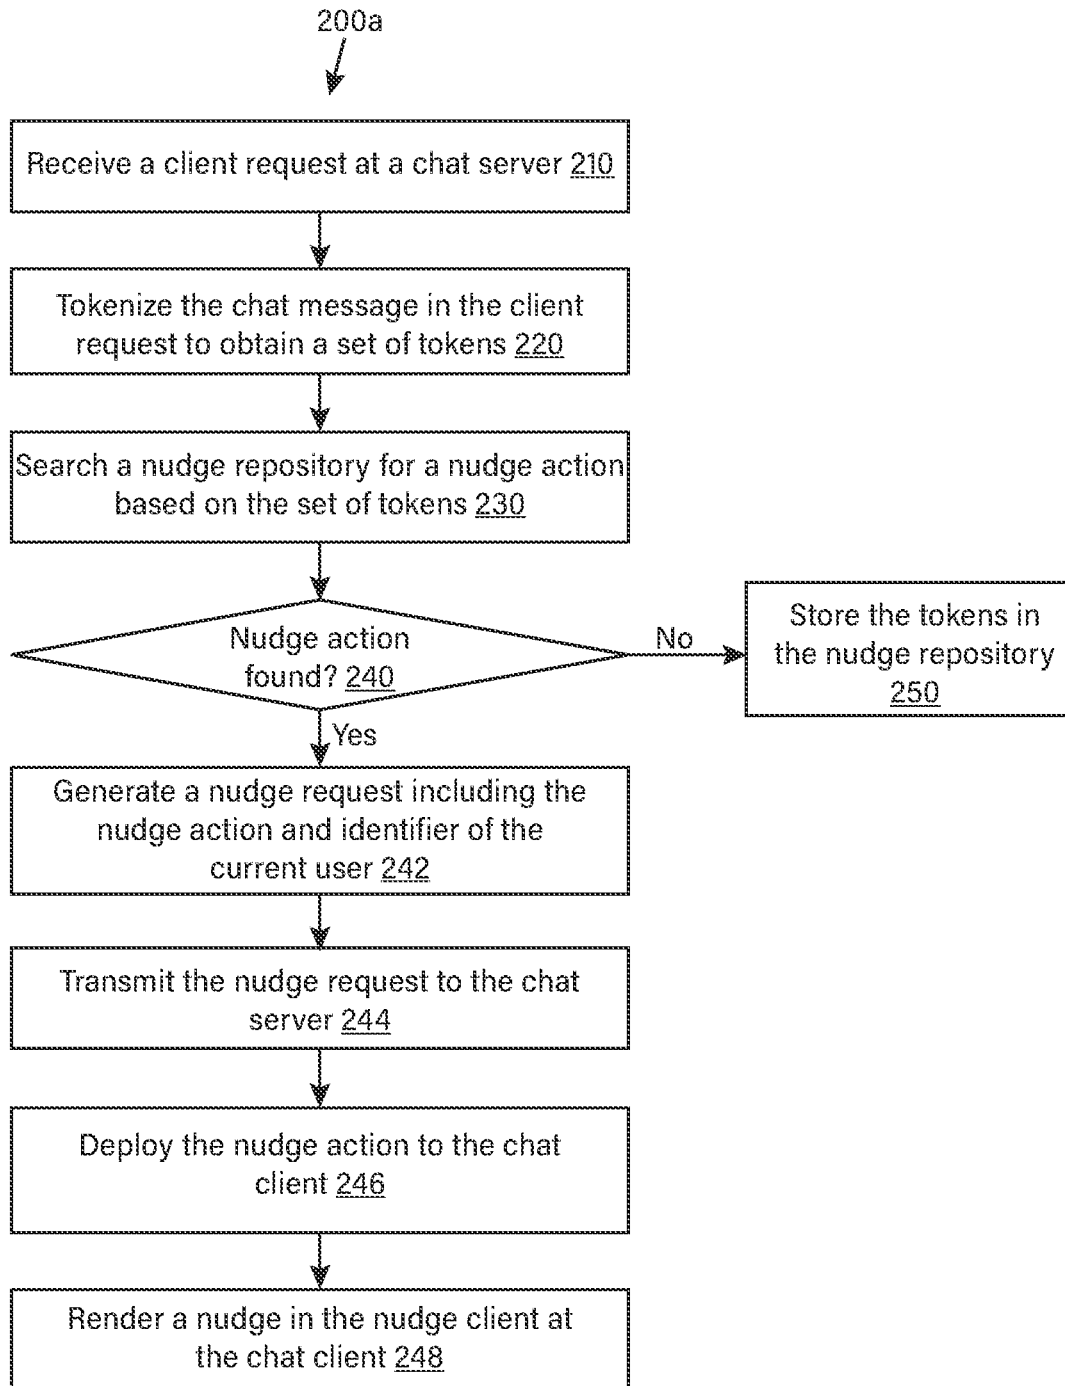 200a
Receive a client request at a chat server 210
Tokenize the chat message in the client
request to obtain a set of tokens 220
Search a nudge repository for a nudge action
based on the set of tokens 230
Nudge action
found? 240
No
Store the tokens in
the nudge repository
250
Yes
Generate a nudge request including the
nudge action and identifier of the
current user 242
Transmit the nudge request to the chat
server 244
Deploy the nudge action to the chat
client 246
Render a nudge in the nudge client at
the chat client 248